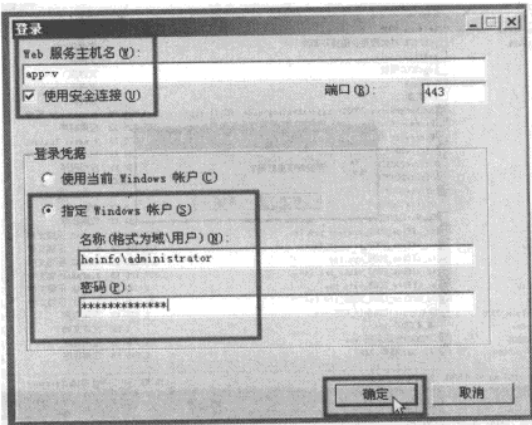 登录
Web 服务主机名(W):
app-v
使用安全连接(U)
端口(R):
443
登录凭据
使用当前 Windows 帐户(C)
指定 Windows 帐户(S)
名称(格式为域\用户)(N):
heinfo\administrator
密码(P):
*************
确定
取消